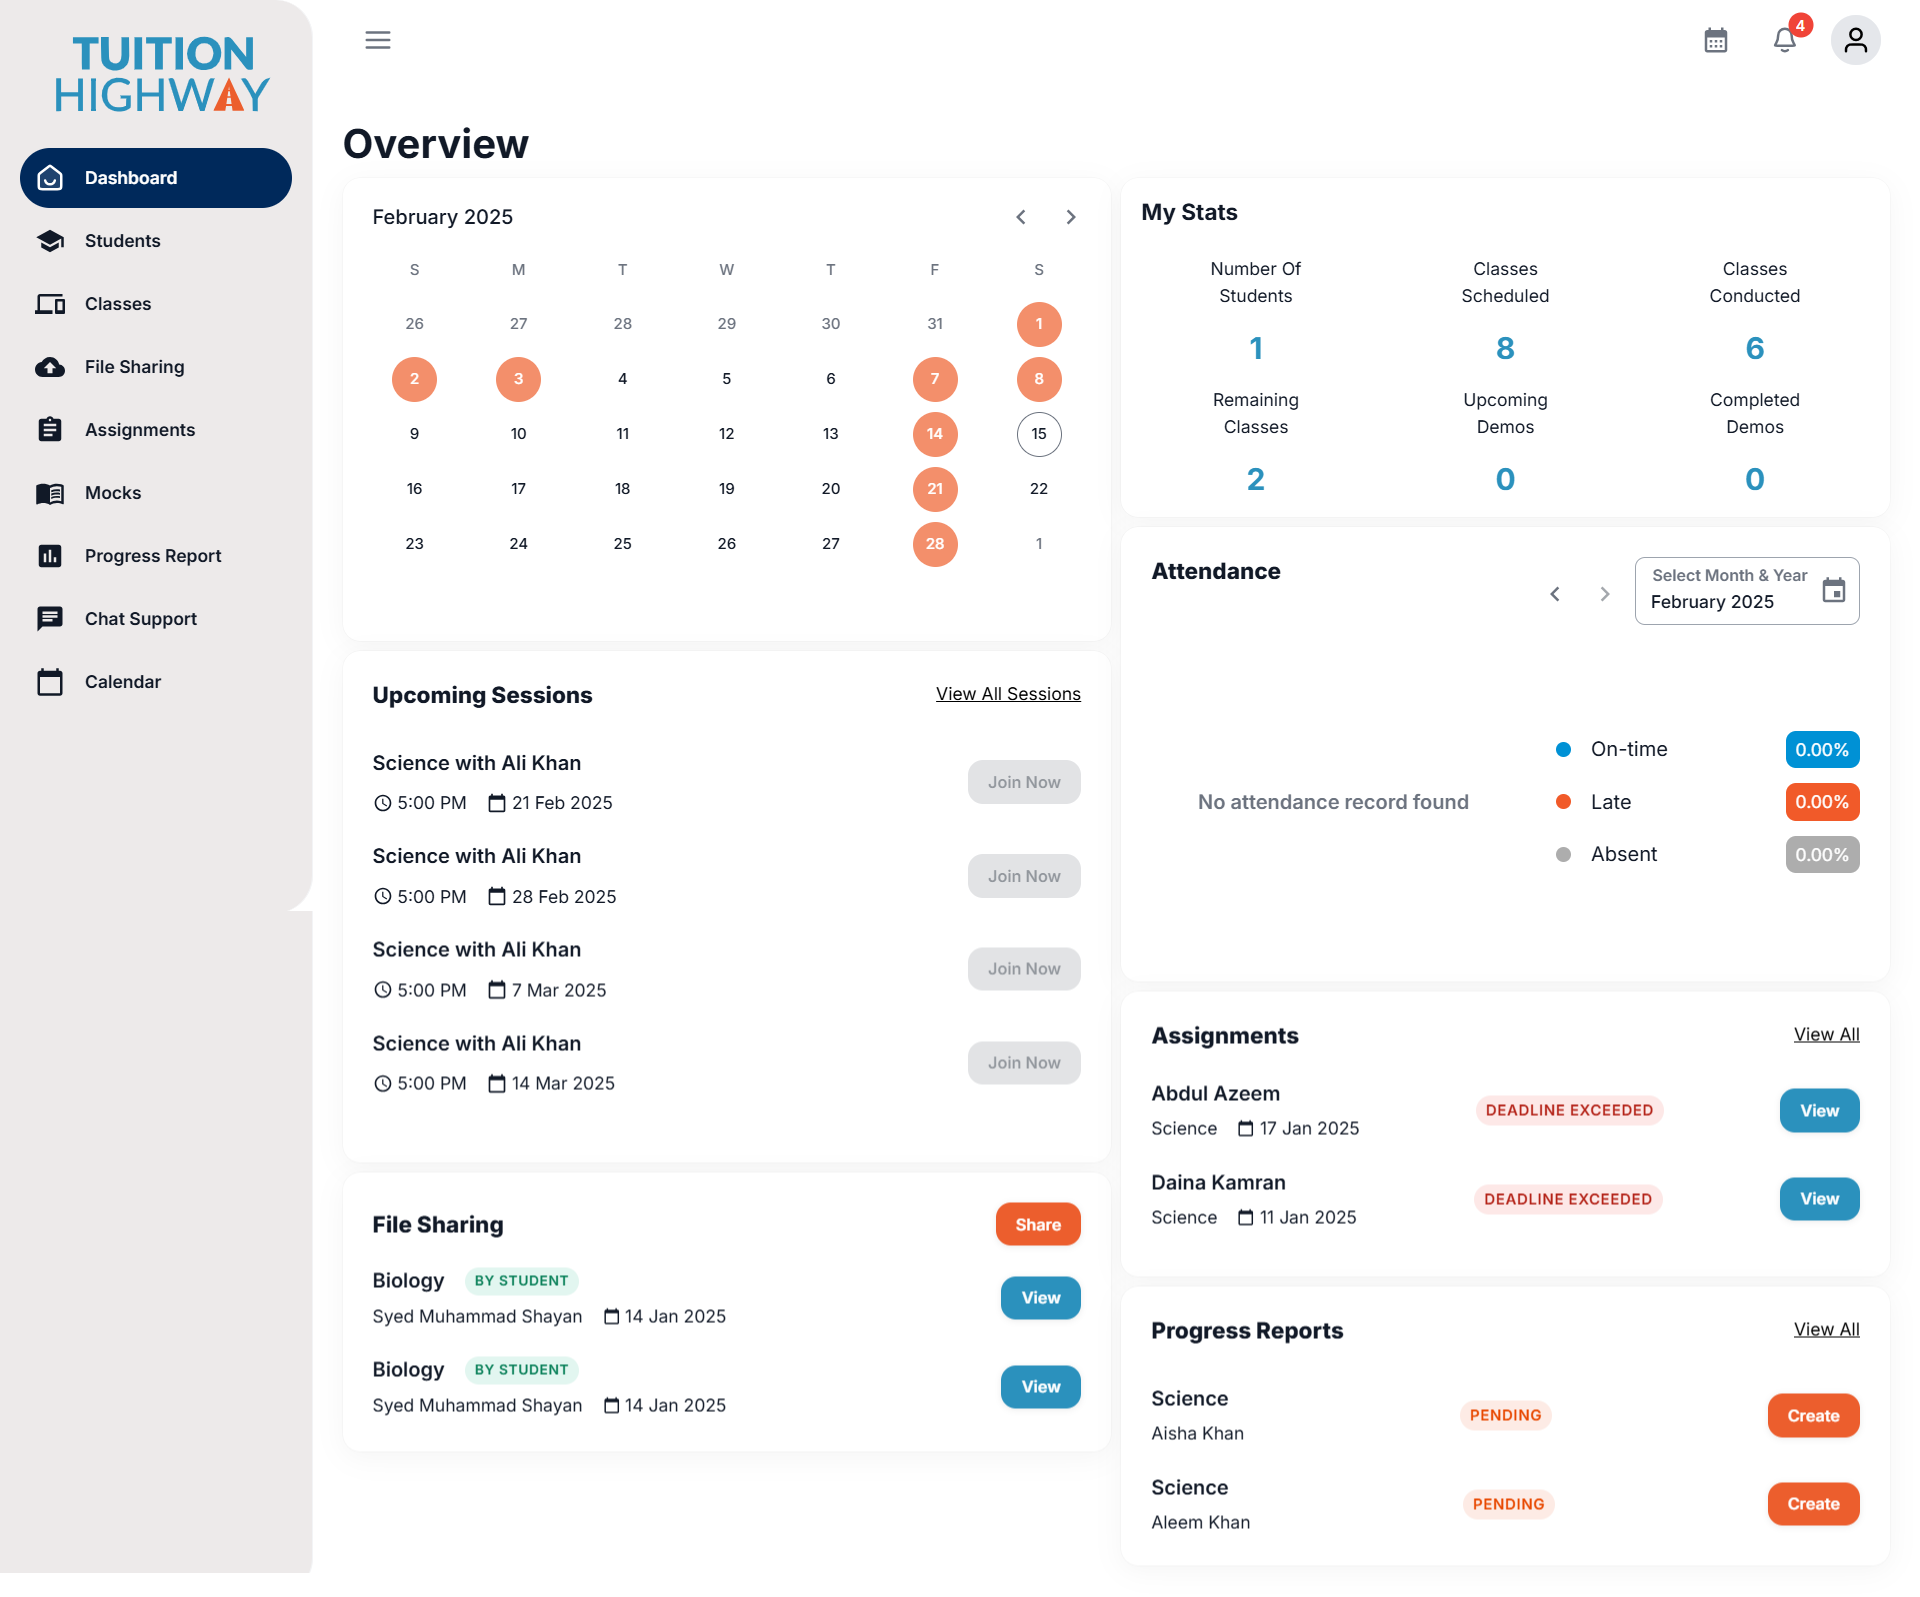 TUITION
HIGHWAY
Dashboard
Students
Classes
File Sharing
Assignments
Mocks
Progress Report
Chat Support
Calendar
4
Overview
February 2025
S M T W T F S
26 27 28 29 30 31 1
2 3 4 5 6 7 8
9 10 11 12 13 14 15
16 17 18 19 20 21 22
23 24 25 26 27 28 1
Upcoming Sessions
View All Sessions
Science with Ali Khan
5:00 PM 21 Feb 2025
Join Now
Science with Ali Khan
5:00 PM 28 Feb 2025
Join Now
Science with Ali Khan
5:00 PM 7 Mar 2025
Join Now
Science with Ali Khan
5:00 PM 14 Mar 2025
Join Now
File Sharing
Share
Biology BY STUDENT
Syed Muhammad Shayan 14 Jan 2025
View
Biology BY STUDENT
Syed Muhammad Shayan 14 Jan 2025
View
My Stats
Number Of
Students
1
Classes
Scheduled
8
Classes
Conducted
6
Remaining
Classes
2
Upcoming
Demos
0
Completed
Demos
0
Attendance
Select Month & Year
February 2025
No attendance record found
On-time 0.00%
Late 0.00%
Absent 0.00%
Assignments
View All
Abdul Azeem
Science 17 Jan 2025
DEADLINE EXCEEDED
View
Daina Kamran
Science 11 Jan 2025
DEADLINE EXCEEDED
View
Progress Reports
View All
Science
Aisha Khan
PENDING
Create
Science
Aleem Khan
PENDING
Create